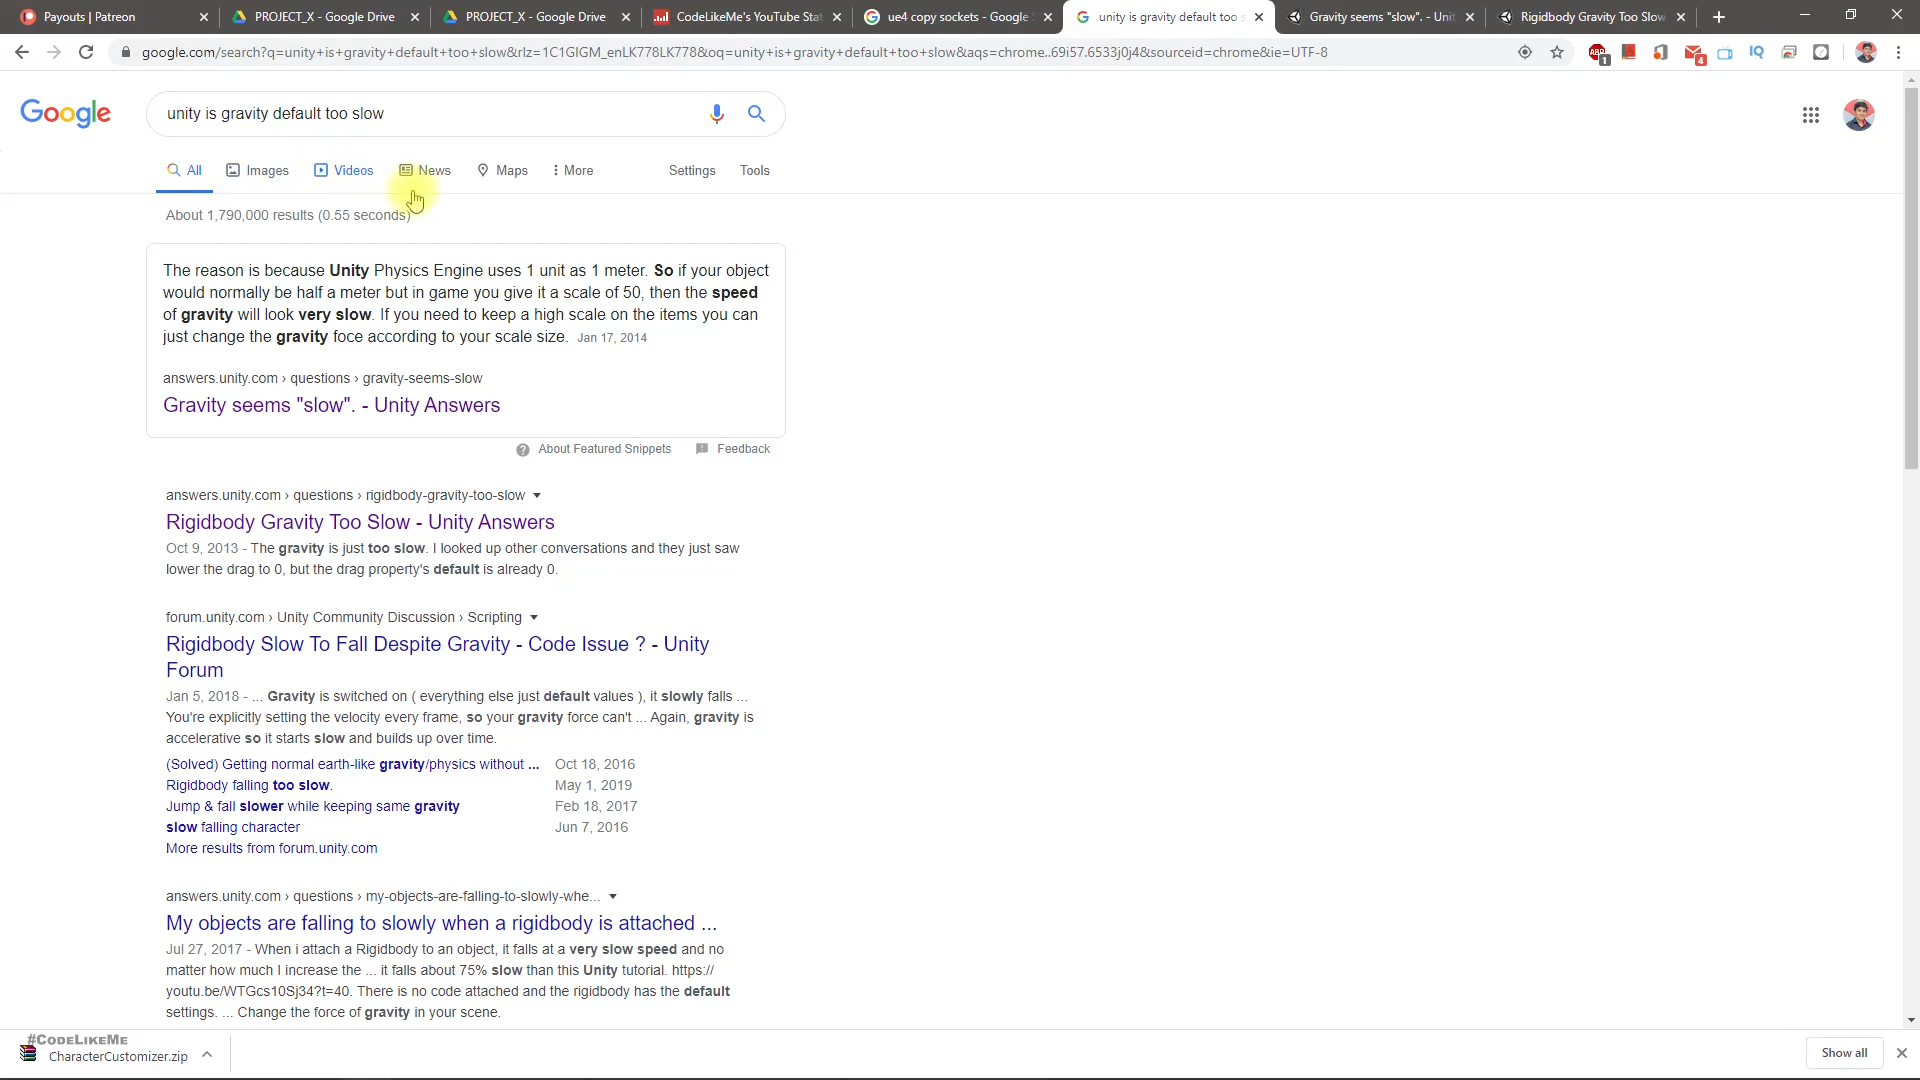 Payouts | Patreon
PROJECT_X - Google Drive
PROJECT_X - Google Drive
CodeLikeMe's YouTube Stat
ue4 copy sockets - Google
unity is gravity default too s
Gravity seems "slow". - Unit
Rigidbody Gravity Too Slow
google.com/search?q=unity+is+gravity+default+too+slow&rlz=1C1GIGM_enLK778LK778&oq=unity+is+gravity+default+too+slow&aqs=chrome..69i57.6533j0j4&sourceid=chrome&ie=UTF-8
ABP
1
4
IQ
Google
unity is gravity default too slow
All
Images
Videos
News
Maps
More
Settings
Tools
About 1,790,000 results (0.55 seconds)
The reason is because Unity Physics Engine uses 1 unit as 1 meter. So if your object
would normally be half a meter but in game you give it a scale of 50, then the speed
of gravity will look very slow. If you need to keep a high scale on the items you can
just change the gravity foce according to your scale size. Jan 17, 2014
answers.unity.com › questions › gravity-seems-slow
Gravity seems "slow". - Unity Answers
About Featured Snippets
Feedback
answers.unity.com › questions › rigidbody-gravity-too-slow
Rigidbody Gravity Too Slow - Unity Answers
Oct 9, 2013 - The gravity is just too slow. I looked up other conversations and they just saw
lower the drag to 0, but the drag property's default is already 0.
forum.unity.com › Unity Community Discussion › Scripting
Rigidbody Slow To Fall Despite Gravity - Code Issue ? - Unity
Forum
Jan 5, 2018 - ... Gravity is switched on ( everything else just default values ), it slowly falls ...
You're explicitly setting the velocity every frame, so your gravity force can't ... Again, gravity is
accelerative so it starts slow and builds up over time.
(Solved) Getting normal earth-like gravity/physics without ... Oct 18, 2016
Rigidbody falling too slow. May 1, 2019
Jump & fall slower while keeping same gravity Feb 18, 2017
slow falling character Jun 7, 2016
More results from forum.unity.com
answers.unity.com › questions › my-objects-are-falling-to-slowly-whe...
My objects are falling to slowly when a rigidbody is attached ...
Jul 27, 2017 - When i attach a Rigidbody to an object, it falls at a very slow speed and no
matter how much I increase the ... it falls about 75% slow than this Unity tutorial. https://
youtu.be/WTGcs10Sj34?t=40. There is no code attached and the rigidbody has the default
settings. ... Change the force of gravity in your scene.
#CodeLikeMe
CharacterCustomizer.zip
Show all